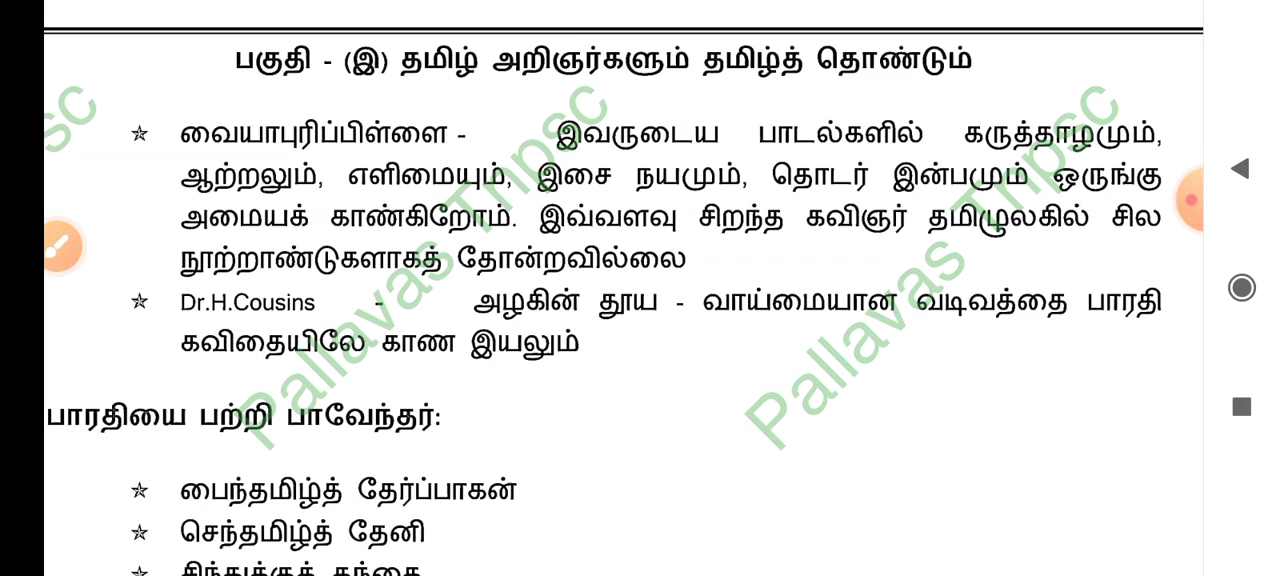 பகுதி - (இ) தமிழ் அறிஞர்களும் தமிழ்த் தொண்டும்
✯ வையாபுரிப்பிள்ளை - இவருடைய பாடல்களில் கருத்தாழமும்,
ஆற்றலும், எளிமையும், இசை நயமும், தொடர் இன்பமும் ஒருங்கு
அமையக் காண்கிறோம். இவ்வளவு சிறந்த கவிஞர் தமிழுலகில் சில
நூற்றாண்டுகளாகத் தோன்றவில்லை
✯ Dr.H.Cousins - அழகின் தூய - வாய்மையான வடிவத்தை பாரதி
கவிதையிலே காண இயலும்
பாரதியை பற்றி பாவேந்தர்:
✯ பைந்தமிழ்த் தேர்ப்பாகன்
✯ செந்தமிழ்த் தேனி
✯ சிந்துக்குத் தந்தை
sc
Pallavas Tnpsc
Pallavas Tnpsc